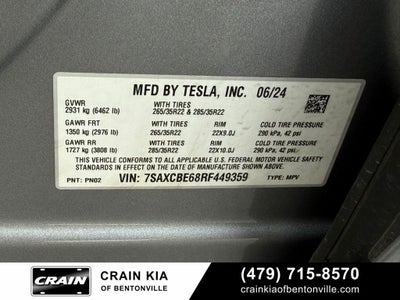 MFD BY TESLA, INC. 06/24
GVWR
2931 kg (6462 lb)
WITH TIRES
265/35R22 & 285/35R22
GAWR FRT
1350 kg (2976 lb)
WITH TIRES
265/35R22
RIM
22X9.0J
COLD TIRE PRESSURE
290 kPa, 42 psi
GAWR RR
1727 kg (3808 lb)
WITH TIRES
285/35R22
RIM
22X10.0J
COLD TIRE PRESSURE
290 kPa, 42 psi
THIS VEHICLE CONFORMS TO ALL APPLICABLE U.S. FEDERAL MOTOR VEHICLE SAFETY
STANDARDS IN EFFECT ON THE DATE OF MANUFACTURE SHOWN ABOVE.
PNT: PN02
VIN: 7SAXCBE68RF449359
TYPE: MPV
CRAIN
CRAIN KIA
OF BENTONVILLE
(479) 715-8570
crainkiaofbentonville.com